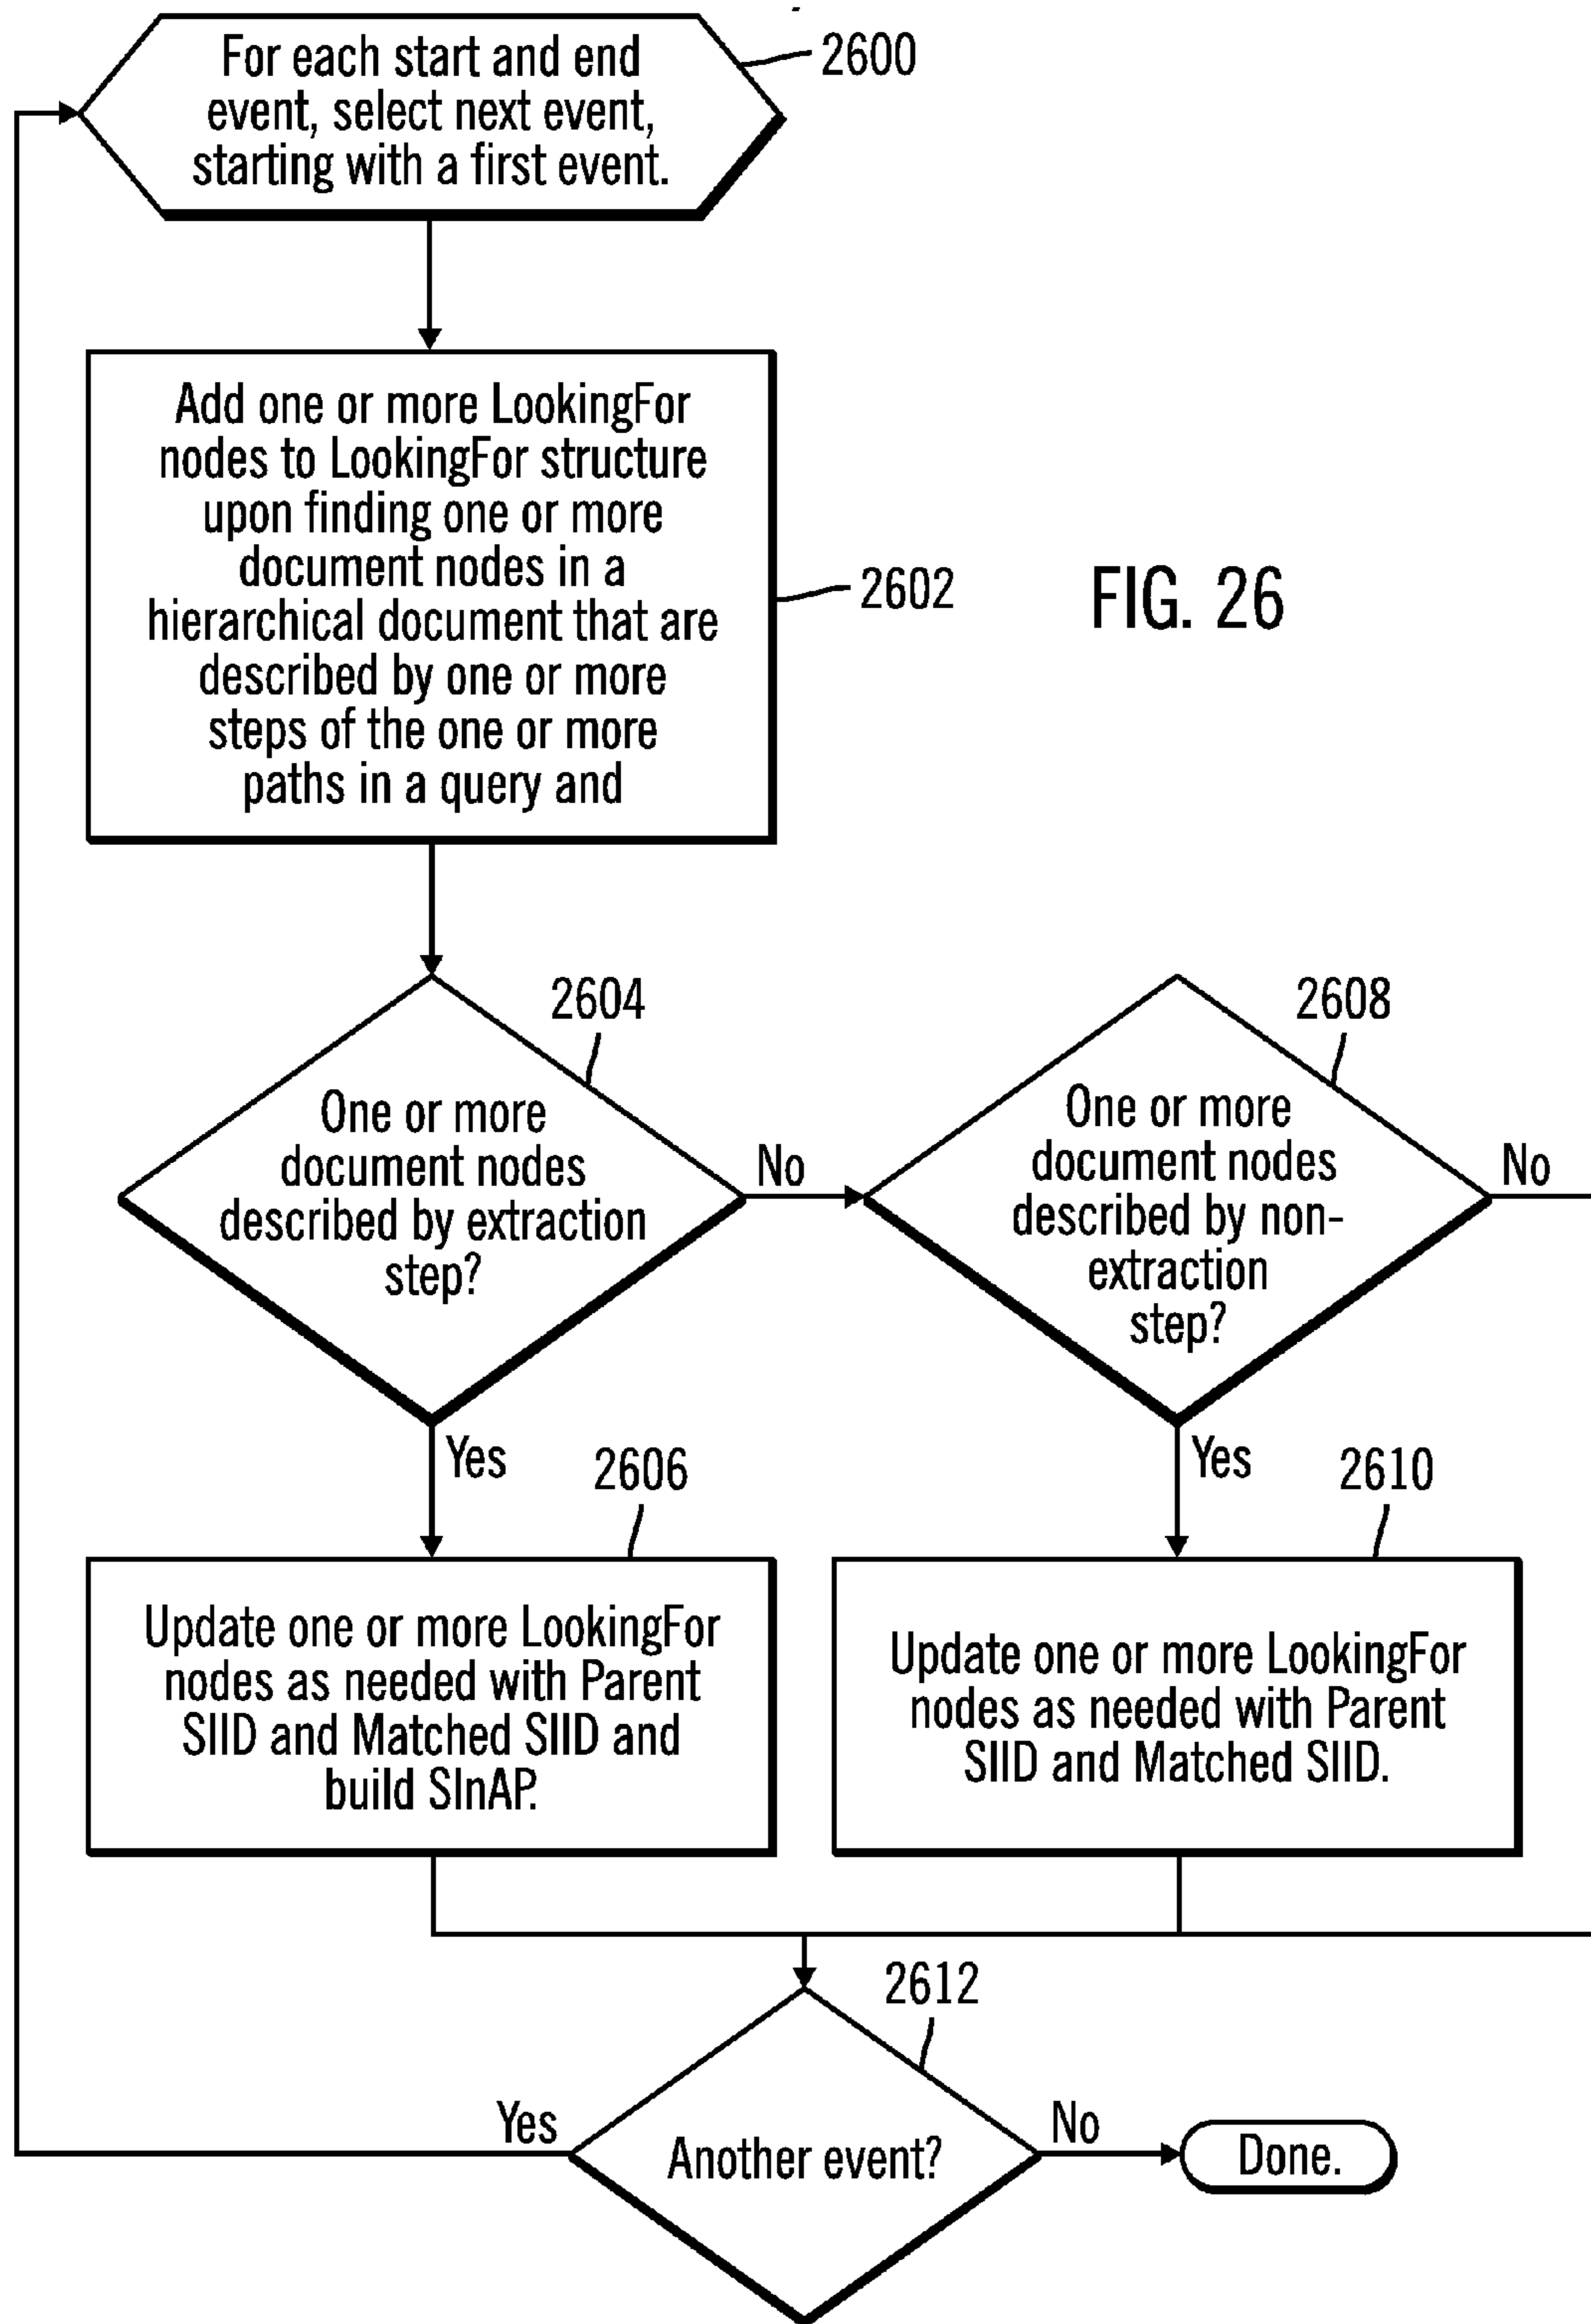 For each start and end
event, select next event,
starting with a first event.
2600
Add one or more LookingFor
nodes to LookingFor structure
upon finding one or more
document nodes in a
hierarchical document that are
described by one or more
steps of the one or more
paths in a query and
2602
FIG. 26
2604
One or more
document nodes
described by extraction
step?
No
Yes
2608
One or more
document nodes
described by non-
extraction
step?
No
Yes
2606
Update one or more LookingFor
nodes as needed with Parent
SIID and Matched SIID and
build SInAP.
2610
Update one or more LookingFor
nodes as needed with Parent
SIID and Matched SIID.
2612
Another event?
Yes
No
Done.